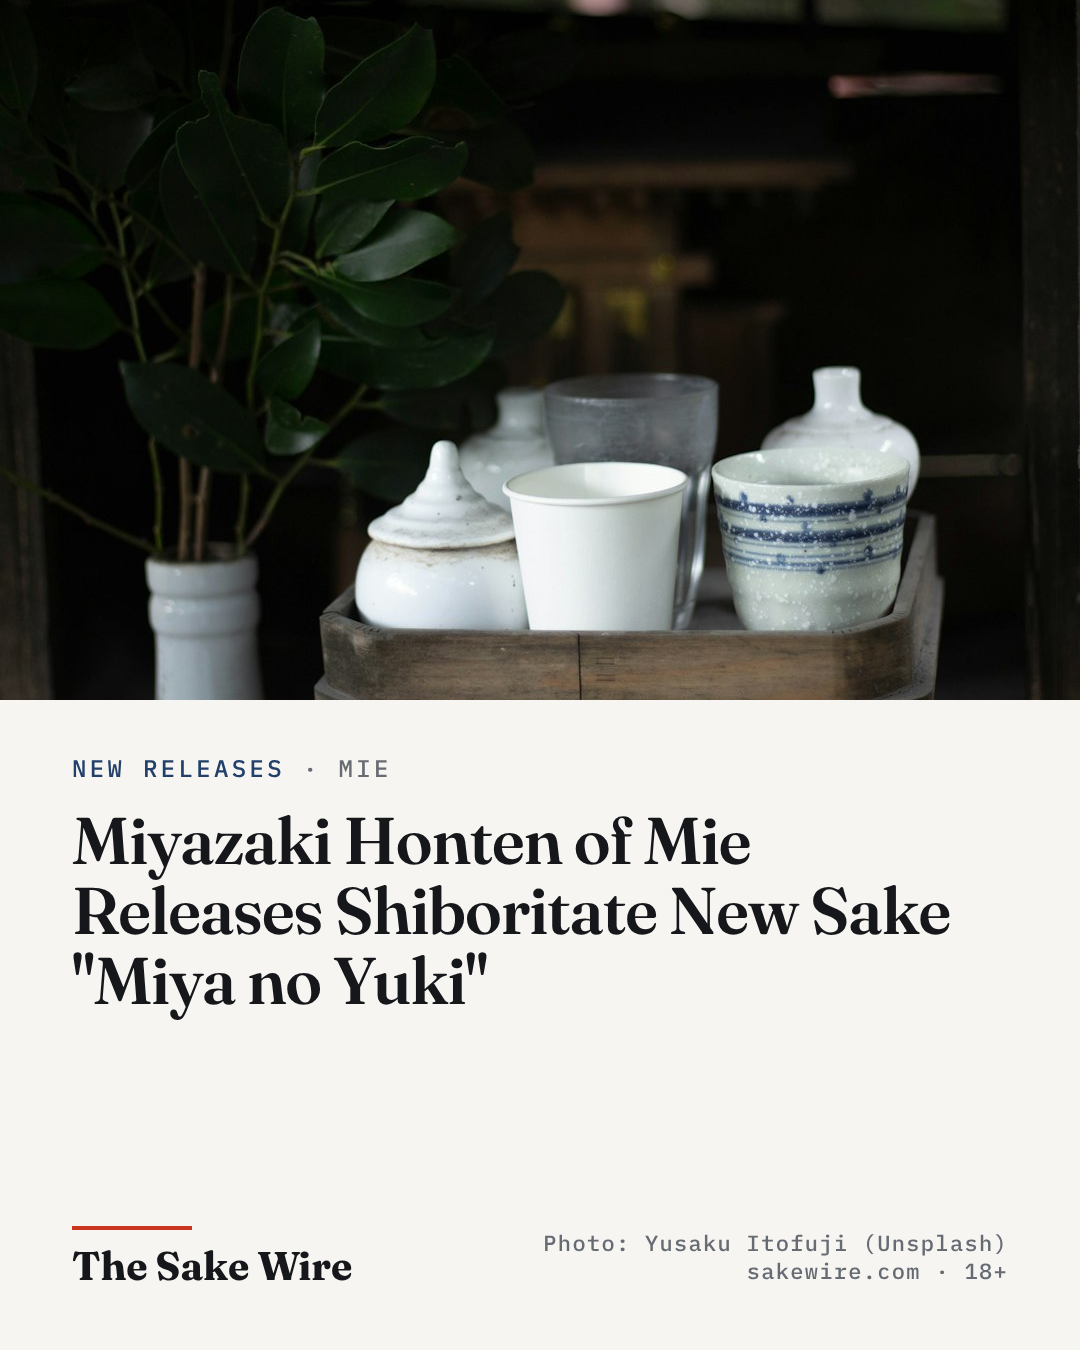 NEW RELEASES · MIE
Miyazaki Honten of Mie
Releases Shiboritate New Sake
"Miya no Yuki"
The Sake Wire
Photo: Yusaku Itofuji (Unsplash)
sakewire.com · 18+